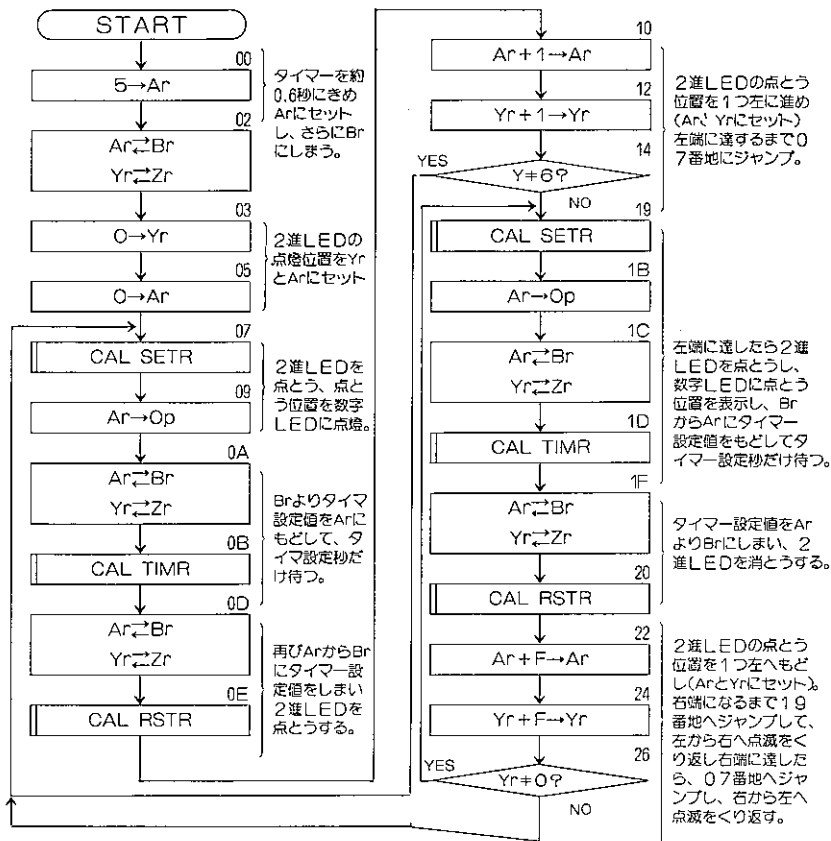 START
00
5→Ar
タイマーを約
0.6秒にきめ
Arにセット
し、さらにBr
にしまう。
02
Ar⇄Br
Yr⇄Zr
03
0→Yr
2進LEDの
点燈位置をYr
とArにセット
05
0→Ar
07
CAL SETR
2進LEDを
点とう、点と
う位置を数字
LEDに点燈。
09
Ar→Op
0A
Ar⇄Br
Yr⇄Zr
Brよりタイマ
設定値をArに
もどして、タ
イマ設定秒だ
け待つ。
0B
CAL TIMR
0D
Ar⇄Br
Yr⇄Zr
再びArからBr
にタイマー設
定値をしまい
2進LEDを
点とうする。
0E
CAL RSTR
10
Ar+1→Ar
2進LEDの点とう
位置を1つ左に進め
(Ar、Yrにセット)
左端に達するまで0
7番地にジャンプ。
12
Yr+1→Yr
14
YES
Y≠6?
NO
19
CAL SETR
1B
Ar→Op
1C
Ar⇄Br
Yr⇄Zr
左端に達したら2進
LEDを点とうし、
数字LEDに点とう
位置を表示し、Br
からArにタイマー
設定値をもどしてタ
イマー設定秒だけ待つ。
1D
CAL TIMR
1F
Ar⇄Br
Yr⇄Zr
タイマー設定値をAr
よりBrにしまい、2
進LEDを消とうする。
20
CAL RSTR
22
Ar+F→Ar
24
Yr+F→Yr
2進LEDの点とう
位置を1つ左へもど
し(ArとYrにセット)。
右端になるまで19
番地へジャンプして、
左から右へ点滅をく
り返し右端に達した
ら、07番地へジャ
ンプし、右から左へ
点滅をくり返す。
26
YES
Yr≠0?
NO